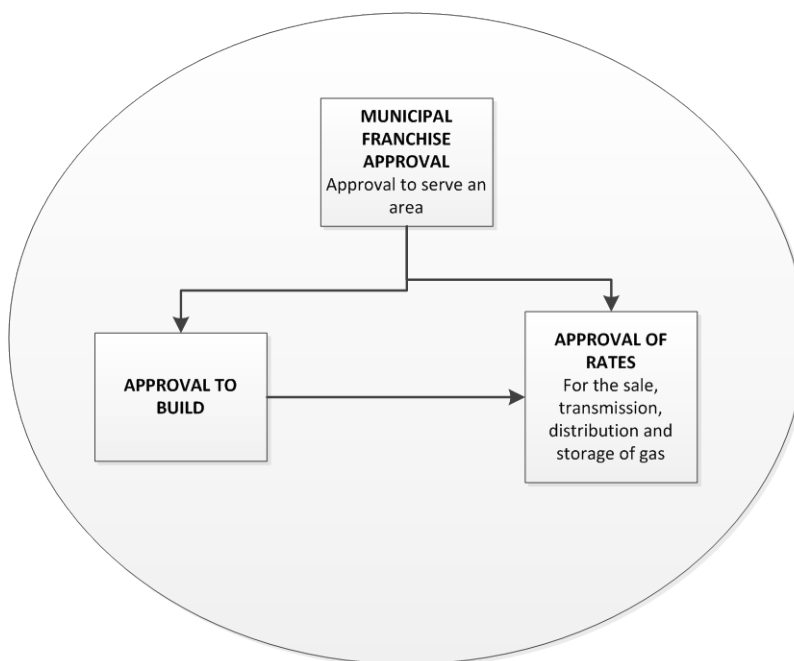 MUNICIPAL
FRANCHISE
APPROVAL
Approval to serve an
area
APPROVAL TO
BUILD
APPROVAL OF
RATES
For the sale,
transmission,
distribution and
storage of gas